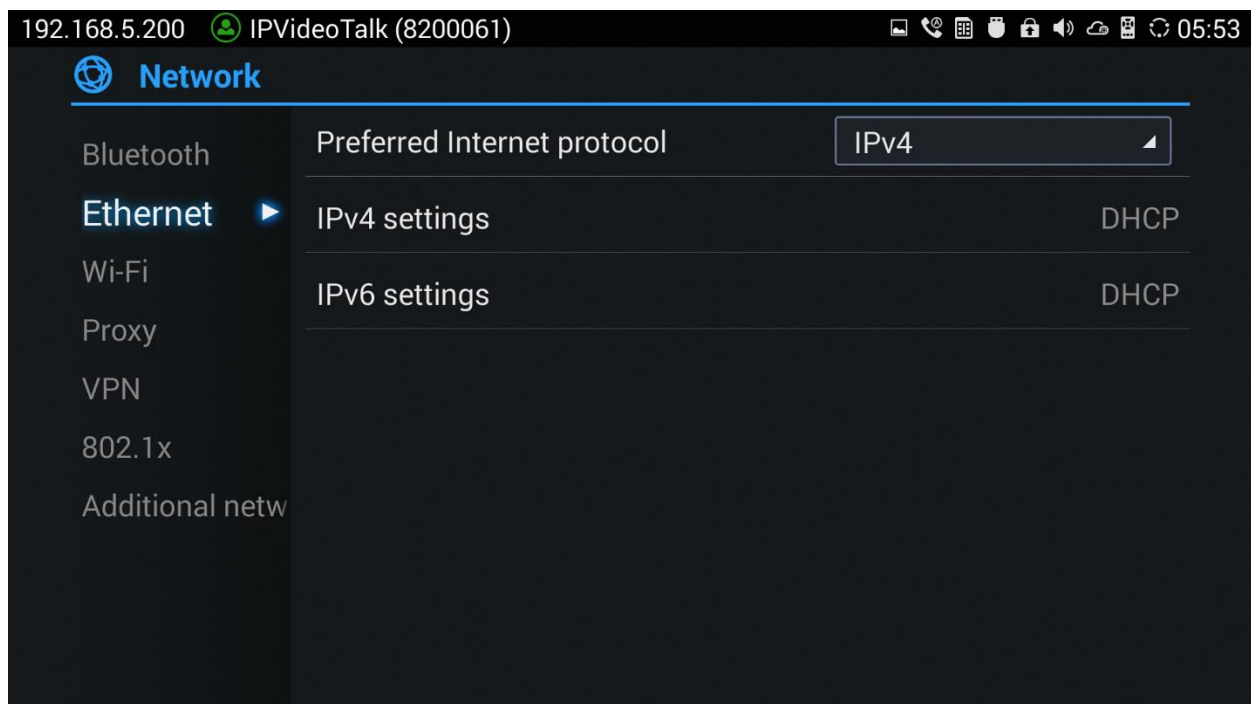 192.168.5.200 IPVideoTalk (8200061) 05:53
Network
Bluetooth
Ethernet
Wi-Fi
Proxy
VPN
802.1x
Additional netw
Preferred Internet protocol IPv4
IPv4 settings DHCP
IPv6 settings DHCP